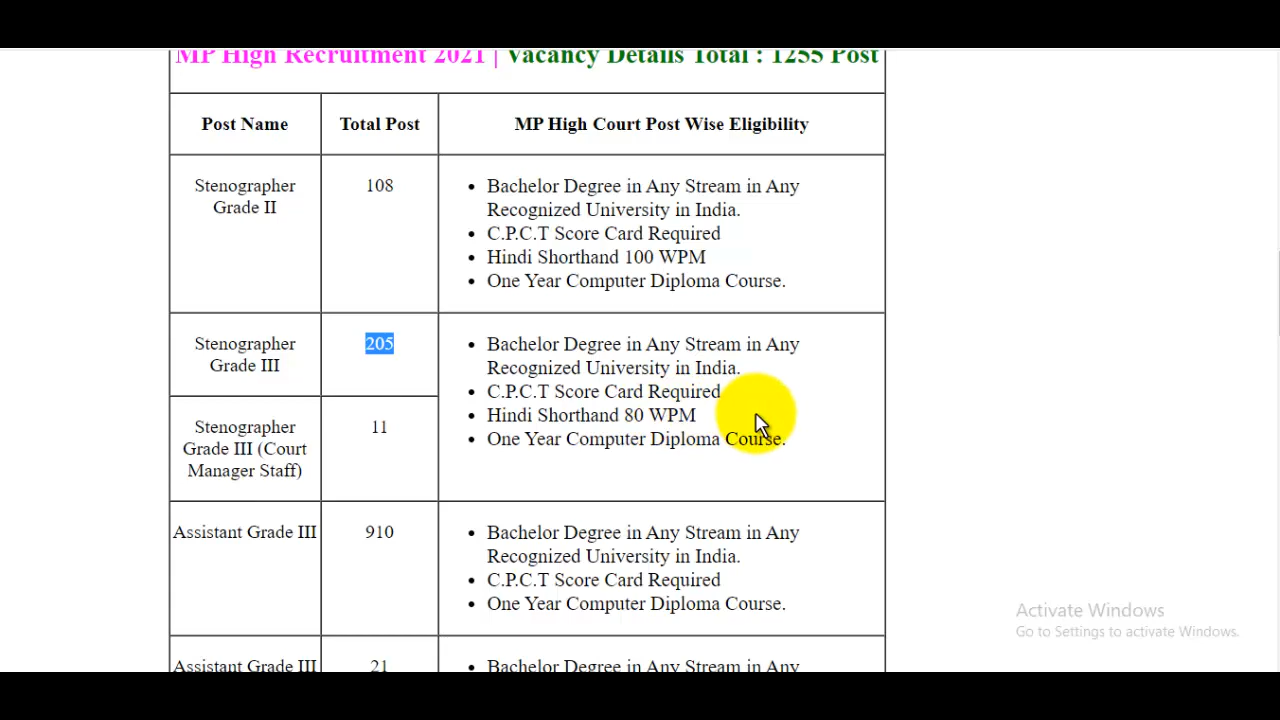 MP High Recruitment 2021 | Vacancy Details Total : 1255 Post
Post Name
Total Post
MP High Court Post Wise Eligibility
Stenographer
Grade II
108
Bachelor Degree in Any Stream in Any
Recognized University in India.
C.P.C.T Score Card Required
Hindi Shorthand 100 WPM
One Year Computer Diploma Course.
Stenographer
Grade III
205
Bachelor Degree in Any Stream in Any
Recognized University in India.
C.P.C.T Score Card Required
Hindi Shorthand 80 WPM
One Year Computer Diploma Course.
Stenographer
Grade III (Court
Manager Staff)
11
Assistant Grade III
910
Bachelor Degree in Any Stream in Any
Recognized University in India.
C.P.C.T Score Card Required
One Year Computer Diploma Course.
Assistant Grade III
21
Bachelor Degree in Any Stream in Any
Activate Windows
Go to Settings to activate Windows.